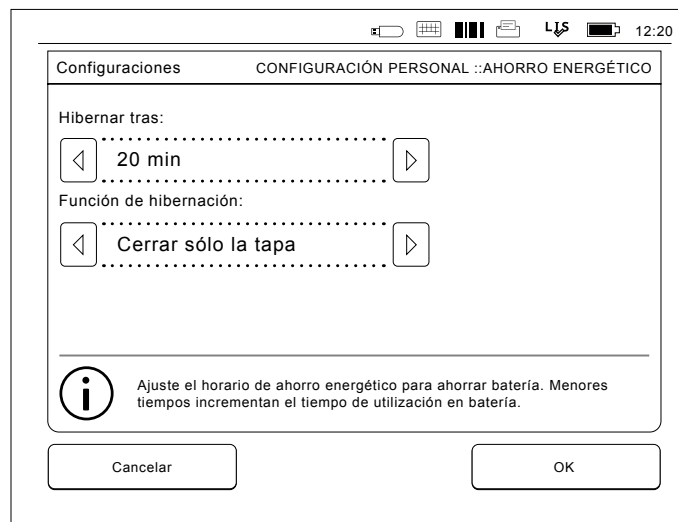 LIS 12:20
Configuraciones CONFIGURACIÓN PERSONAL ::AHORRO ENERGÉTICO
Hibernar tras:
20 min
Función de hibernación:
Cerrar sólo la tapa
Ajuste el horario de ahorro energético para ahorrar batería. Menores
tiempos incrementan el tiempo de utilización en batería.
Cancelar OK